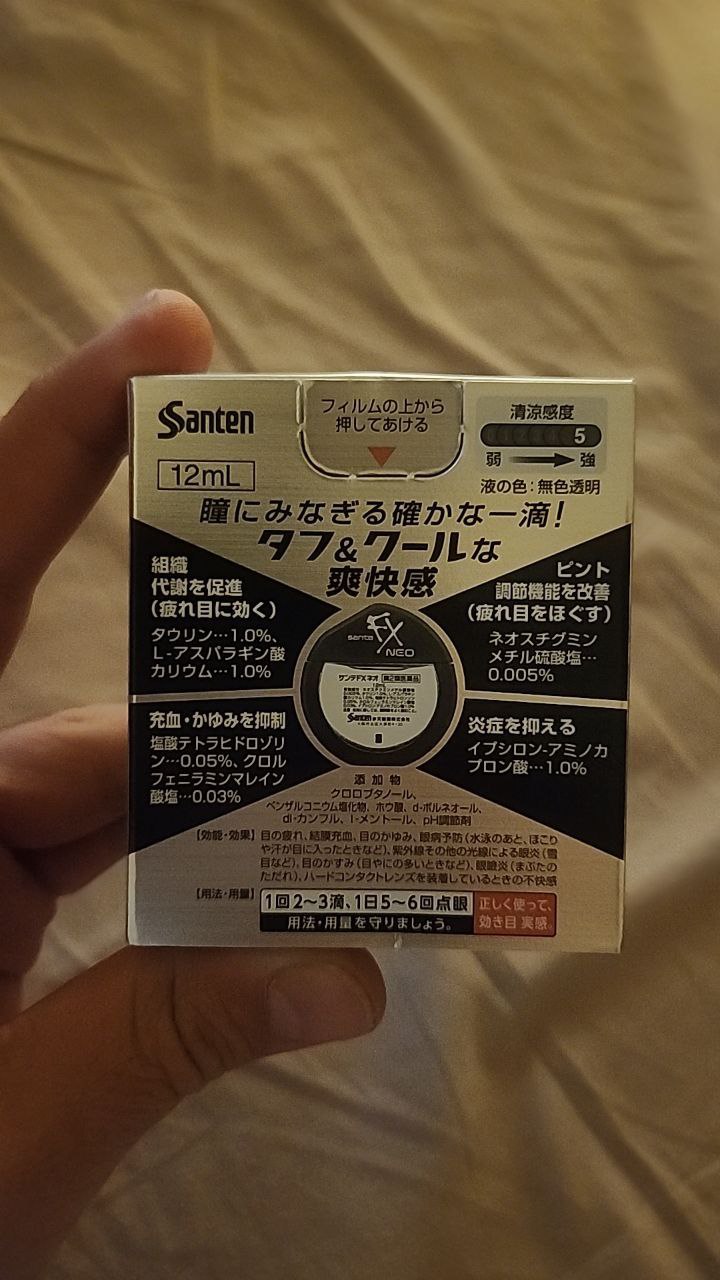 Santen
フィルムの上から
押してあける
清涼感度
5
弱 強
12mL
液の色：無色透明
瞳にみなぎる確かな一滴！
タフ&クールな
爽快感
組織
代謝を促進
(疲れ目に効く)
タウリン…1.0%、
L-アスパラギン酸
カリウム…1.0%
ピント
調節機能を改善
(疲れ目をほぐす)
ネオスチグミン
メチル硫酸塩…
0.005%
sante
FX
NEO
サンテFXネオ 第2類医薬品
12mL
Santen
充血・かゆみを抑制
塩酸テトラヒドロゾリ
ン…0.05%、クロル
フェニラミンマレイン
酸塩…0.03%
炎症を抑える
イプシロン-アミノカ
プロン酸…1.0%
添加物
クロロブタノール、
ベンザルコニウム塩化物、ホウ酸、d-ボルネオール、
dl-カンフル、l-メントール、pH調節剤
【効能・効果】目の疲れ、結膜充血、目のかゆみ、眼病予防(水泳のあと、ほこり
や汗が目に入ったときなど)、紫外線その他の光線による眼炎(雪
目など)、目のかすみ(目やにの多いときなど)、眼瞼炎(まぶたの
ただれ)、ハードコンタクトレンズを装着しているときの不快感
【用法・用量】
1回2～3滴、1日5～6回点眼
用法・用量を守りましょう。
正しく使って、
効き目 実感。